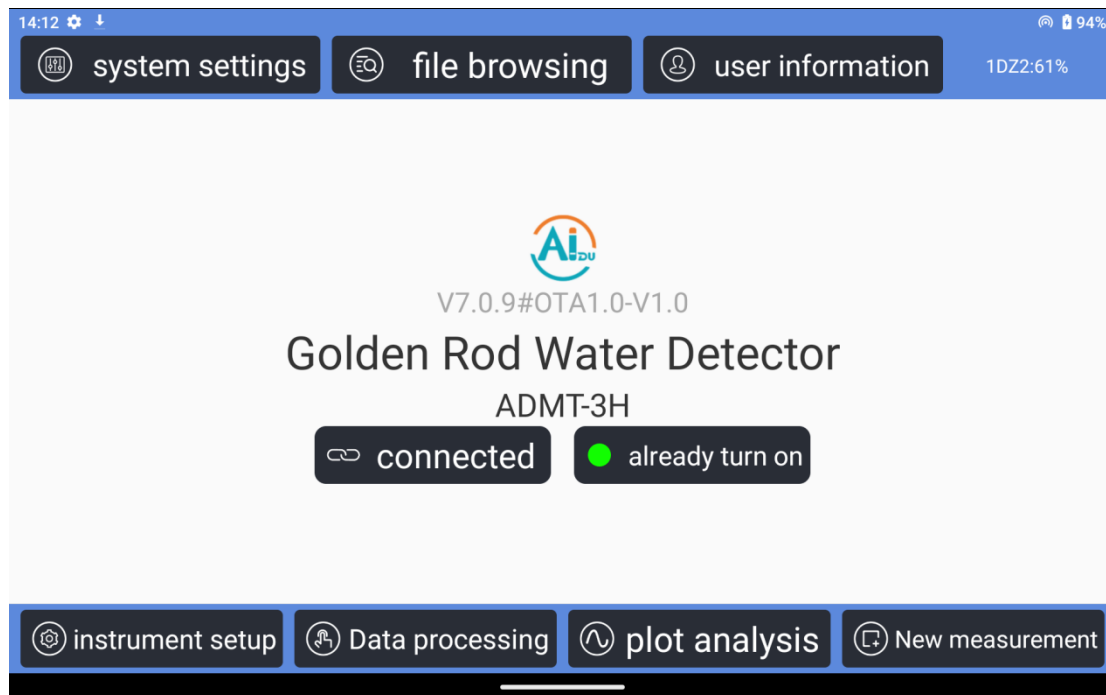 14:12 94%
system settings file browsing user information 1DZ2:61%
AiDU
V7.0.9#OTA1.0-V1.0
Golden Rod Water Detector
ADMT-3H
connected already turn on
instrument setup Data processing plot analysis New measurement